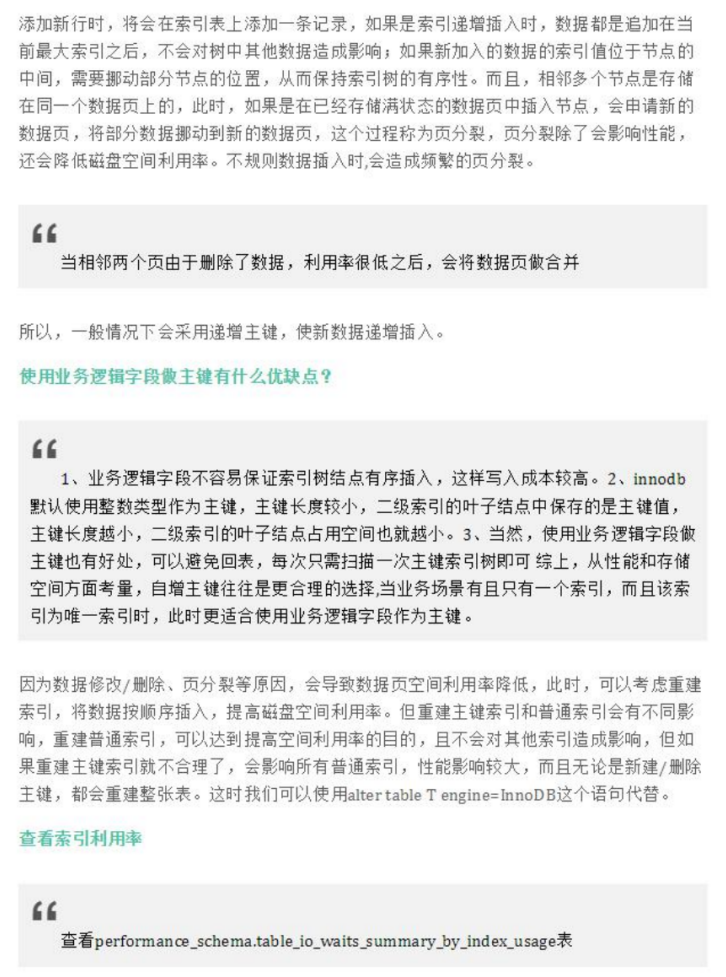 添加新行时，将会在索引表上添加一条记录，如果是索引递增插入时，数据都是追加在当
前最大索引之后，不会对树中其他数据造成影响；如果新加入的数据的索引值位于节点的
中间，需要挪动部分节点的位置，从而保持索引树的有序性。而且，相邻多个节点是存储
在同一个数据页上的，此时，如果是在已经存储满状态的数据页中插入节点，会申请新的
数据页，将部分数据挪动到新的数据页，这个过程称为页分裂，页分裂除了会影响性能，
还会降低磁盘空间利用率。不规则数据插入时,会造成频繁的页分裂。
“
当相邻两个页由于删除了数据，利用率很低之后，会将数据页做合并
所以，一般情况下会采用递增主键，使新数据递增插入。
使用业务逻辑字段做主键有什么优缺点？
“
1、业务逻辑字段不容易保证索引树结点有序插入，这样写入成本较高。2、innodb
默认使用整数类型作为主键，主键长度较小，二级索引的叶子结点中保存的是主键值，
主键长度越小，二级索引的叶子结点占用空间也就越小。3、当然，使用业务逻辑字段做
主键也有好处，可以避免回表，每次只需扫描一次主键索引树即可 综上，从性能和存储
空间方面考量，自增主键往往是更合理的选择,当业务场景有且只有一个索引，而且该索
引为唯一索引时，此时更适合使用业务逻辑字段作为主键。
因为数据修改/删除、页分裂等原因，会导致数据页空间利用率降低，此时，可以考虑重建
索引，将数据按顺序插入，提高磁盘空间利用率。但重建主键索引和普通索引会有不同影
响，重建普通索引，可以达到提高空间利用率的目的，且不会对其他索引造成影响，但如
果重建主键索引就不合理了，会影响所有普通索引，性能影响较大，而且无论是新建/删除
主键，都会重建整张表。这时我们可以使用alter table T engine=InnoDB这个语句代替。
查看索引利用率
“
查看performance_schema.table_io_waits_summary_by_index_usage表